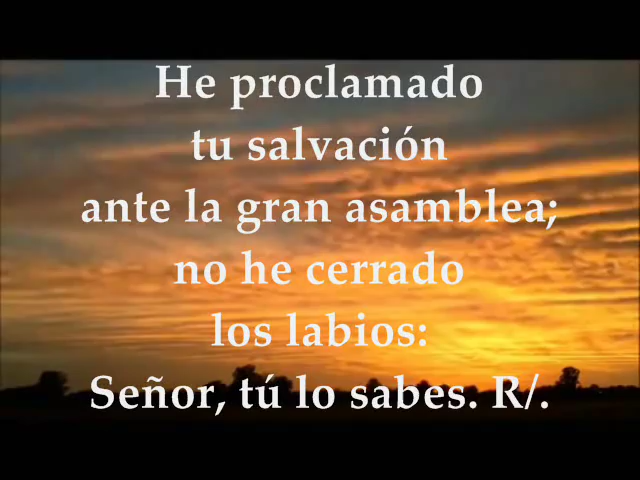 He proclamado
tu salvación
ante la gran asamblea;
no he cerrado
los labios:
Señor, tú lo sabes. R/.